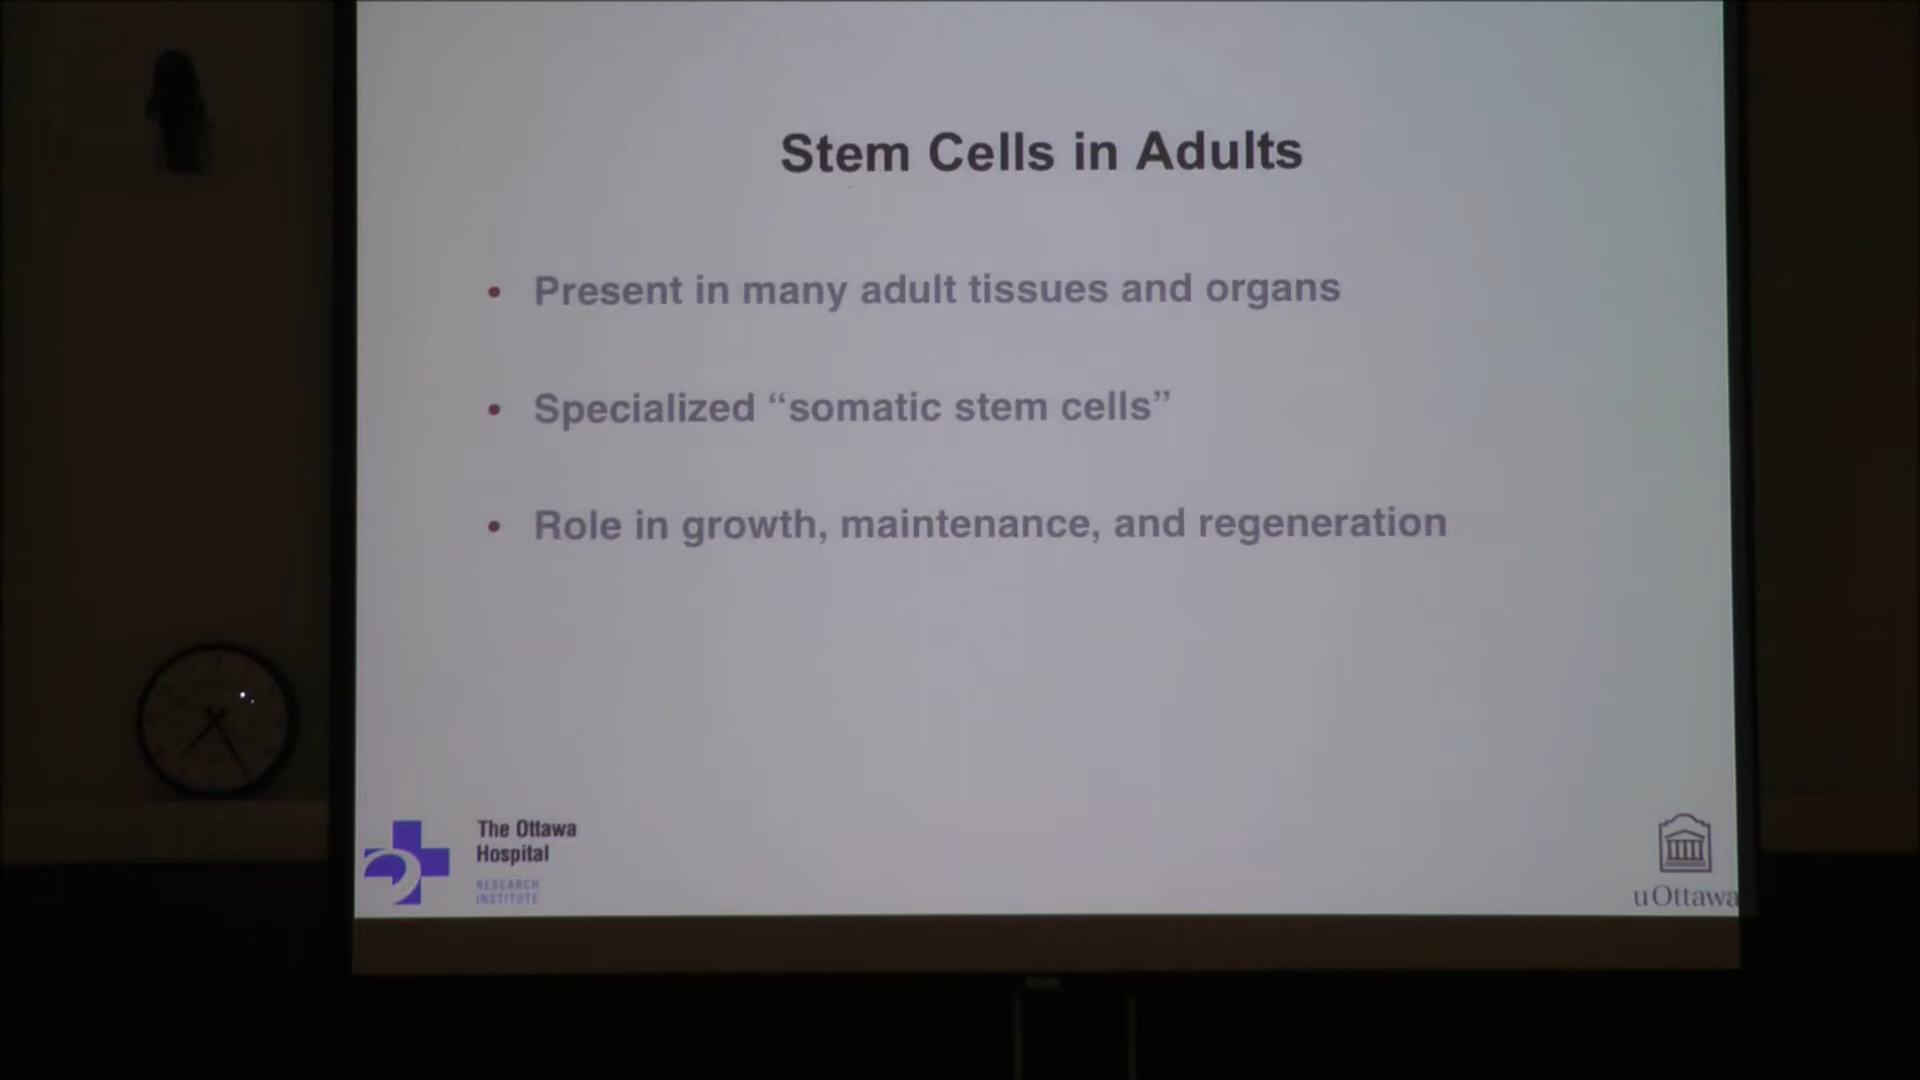 Stem Cells in Adults
• Present in many adult tissues and organs
• Specialized “somatic stem cells”
• Role in growth, maintenance, and regeneration
The Ottawa
Hospital
RESEARCH
INSTITUTE
uOttawa